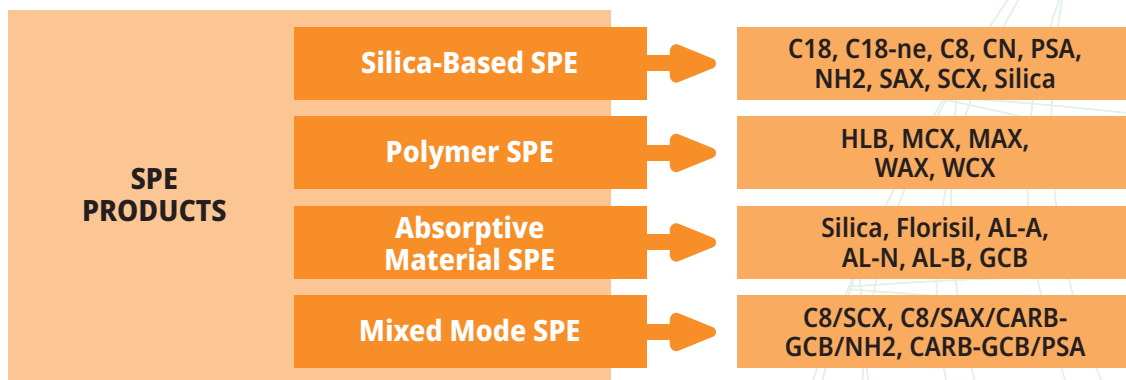 SPE
PRODUCTS
Silica-Based SPE
C18, C18-ne, C8, CN, PSA,
NH2, SAX, SCX, Silica
Polymer SPE
HLB, MCX, MAX,
WAX, WCX
Absorptive
Material SPE
Silica, Florisil, AL-A,
AL-N, AL-B, GCB
Mixed Mode SPE
C8/SCX, C8/SAX/CARB-
GCB/NH2, CARB-GCB/PSA